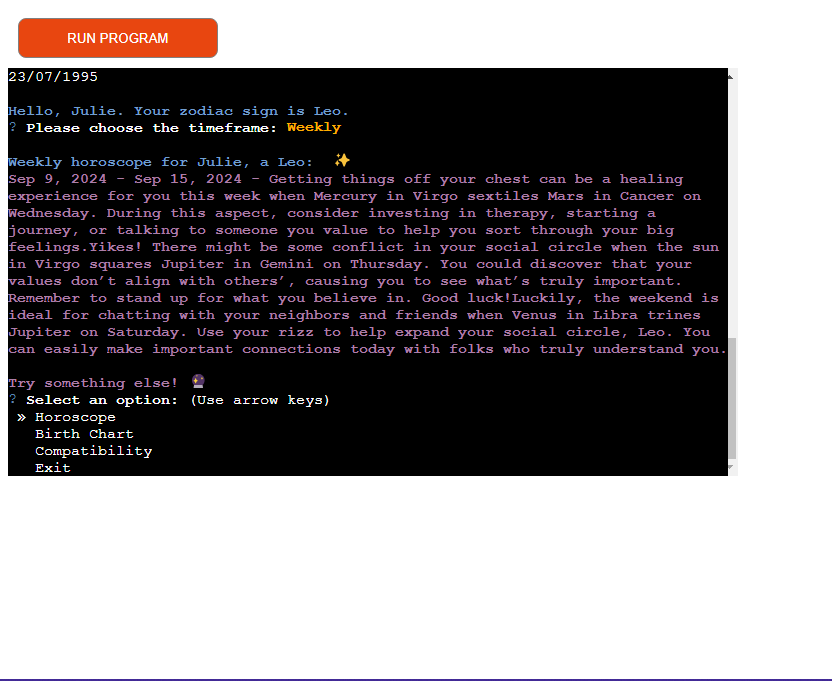 RUN PROGRAM
23/07/1995
Hello, Julie. Your zodiac sign is Leo.
? Please choose the timeframe: Weekly
Weekly horoscope for Julie, a Leo: ✨
Sep 9, 2024 - Sep 15, 2024 - Getting things off your chest can be a healing
experience for you this week when Mercury in Virgo sextiles Mars in Cancer on
Wednesday. During this aspect, consider investing in therapy, starting a
journey, or talking to someone you value to help you sort through your big
feelings.Yikes! There might be some conflict in your social circle when the sun
in Virgo squares Jupiter in Gemini on Thursday. You could discover that your
values don’t align with others’, causing you to see what’s truly important.
Remember to stand up for what you believe in. Good luck!Luckily, the weekend is
ideal for chatting with your neighbors and friends when Venus in Libra trines
Jupiter on Saturday. Use your rizz to help expand your social circle, Leo. You
can easily make important connections today with folks who truly understand you.
Try something else! 🔮
? Select an option: (Use arrow keys)
» Horoscope
Birth Chart
Compatibility
Exit